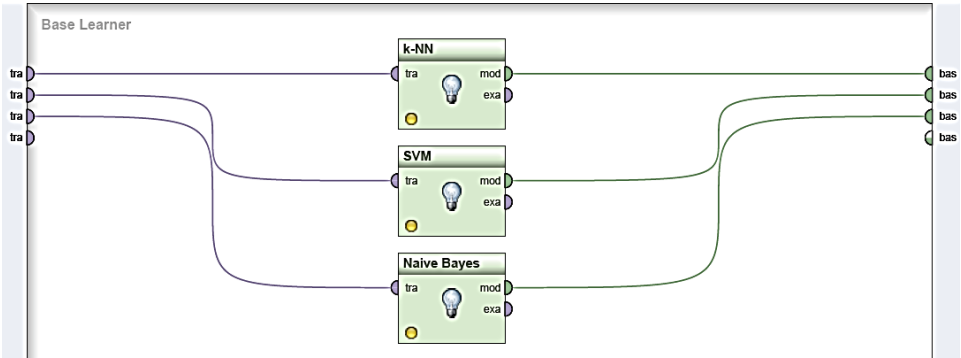 Base Learner
k-NN
tra tra mod bas
tra exa bas
tra bas
tra bas
SVM
tra mod
exa
Naive Bayes
tra mod
exa